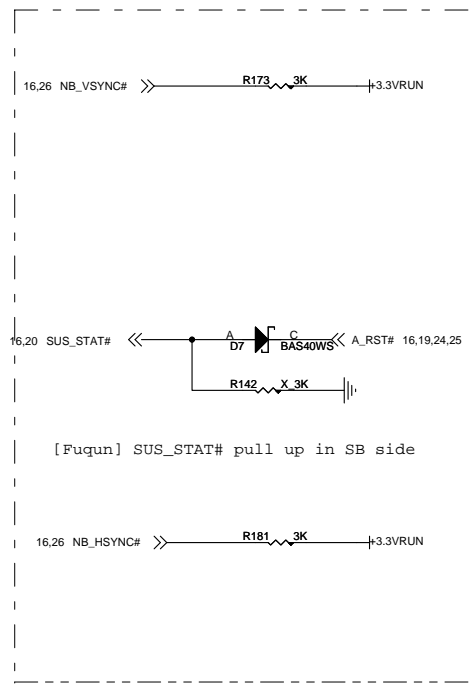 16,26 NB_VSYNC# R173 3K +3.3VRUN
16,20 SUS_STAT# A C A_RST# 16,19,24,25
D7 BAS40WS
R142 X_3K
[Fuqun] SUS_STAT# pull up in SB side
16,26 NB_HSYNC# R181 3K +3.3VRUN